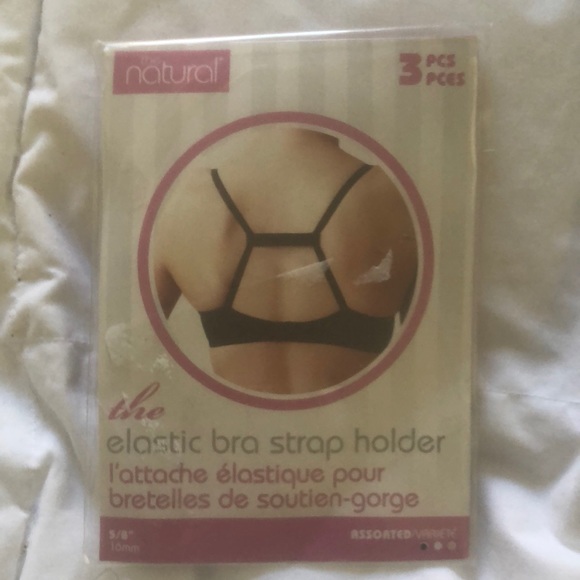 the
natural®
3 PCS
PCES
the
elastic bra strap holder
l'attache élastique pour
bretelles de soutien-gorge
5/8"
16mm
ASSORTED/VARIÉTÉ